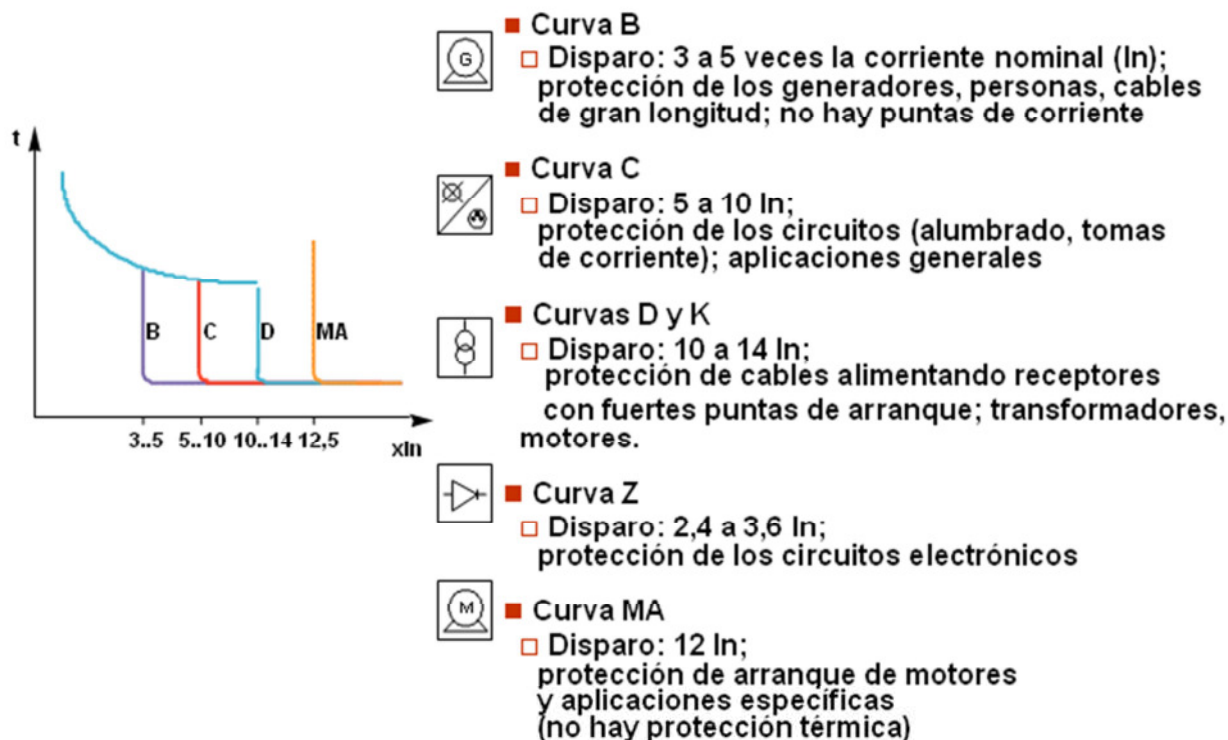 t
B
C
D
MA
3..5 5..10 10..14 12,5
xIn
G
Curva B
Disparo: 3 a 5 veces la corriente nominal (In);
protección de los generadores, personas, cables
de gran longitud; no hay puntas de corriente
Curva C
Disparo: 5 a 10 In;
protección de los circuitos (alumbrado, tomas
de corriente); aplicaciones generales
Curvas D y K
Disparo: 10 a 14 In;
protección de cables alimentando receptores
con fuertes puntas de arranque; transformadores,
motores.
Curva Z
Disparo: 2,4 a 3,6 In;
protección de los circuitos electrónicos
M
Curva MA
Disparo: 12 In;
protección de arranque de motores
y aplicaciones específicas
(no hay protección térmica)